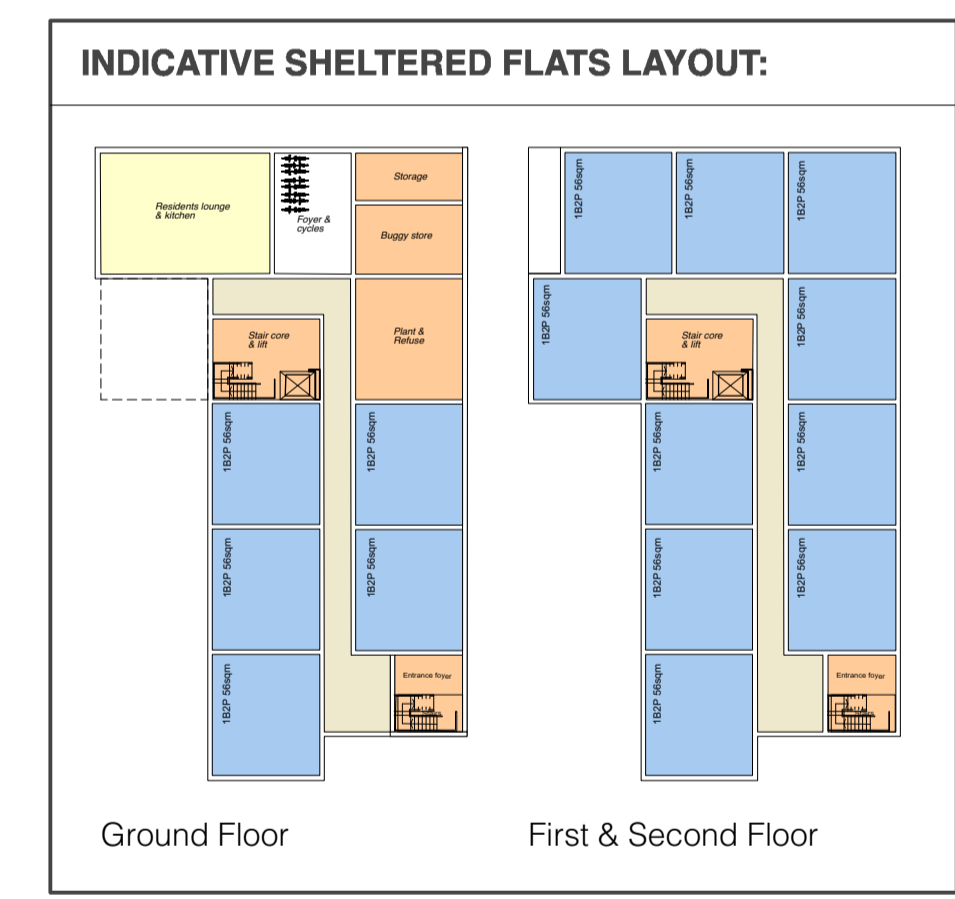 INDICATIVE SHELTERED FLATS LAYOUT:
Residents lounge
& kitchen
Foyer &
cycles
Storage
Buggy store
Stair core
& lift
Plant &
Refuse
1B2P 56sqm
1B2P 56sqm
1B2P 56sqm
1B2P 56sqm
1B2P 56sqm
Entrance foyer
Ground Floor
1B2P 56sqm
1B2P 56sqm
1B2P 56sqm
1B2P 56sqm
Stair core
& lift
1B2P 56sqm
1B2P 56sqm
1B2P 56sqm
1B2P 56sqm
1B2P 56sqm
1B2P 56sqm
Entrance foyer
First & Second Floor